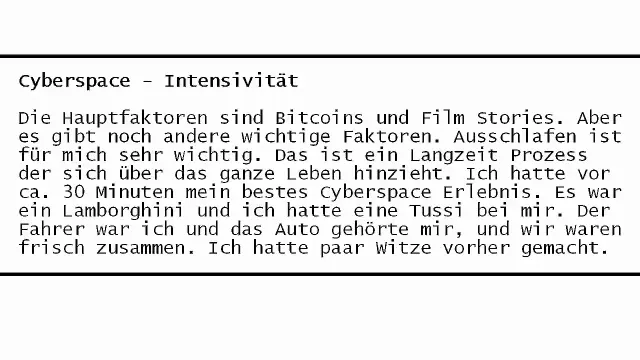 Cyberspace – Intensivität
Die Hauptfaktoren sind Bitcoins und Film Stories. Aber
es gibt noch andere wichtige Faktoren. Ausschlafen ist
für mich sehr wichtig. Das ist ein Langzeit Prozess
der sich über das ganze Leben hinzieht. Ich hatte vor
ca. 30 Minuten mein bestes Cyberspace Erlebnis. Es war
ein Lamborghini und ich hatte eine Tussi bei mir. Der
Fahrer war ich und das Auto gehörte mir, und wir waren
frisch zusammen. Ich hatte paar Witze vorher gemacht.